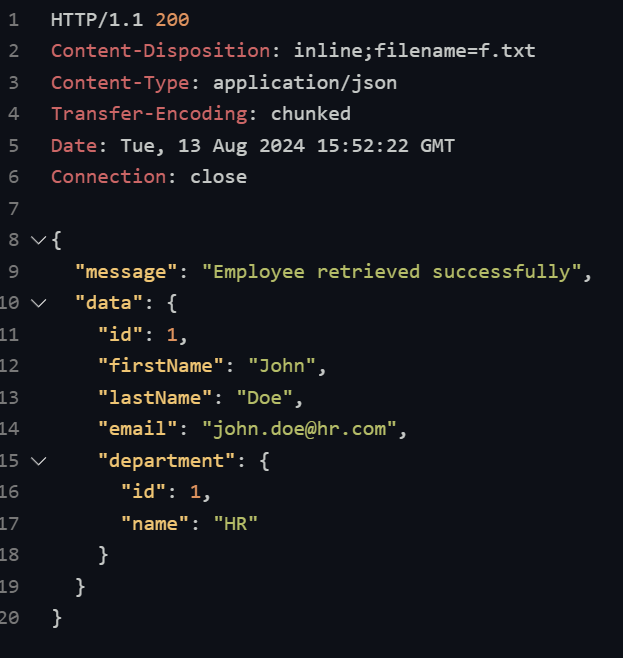 1 HTTP/1.1 200
2 Content-Disposition: inline;filename=f.txt
3 Content-Type: application/json
4 Transfer-Encoding: chunked
5 Date: Tue, 13 Aug 2024 15:52:22 GMT
6 Connection: close
7
8 {
9   "message": "Employee retrieved successfully",
10   "data": {
11     "id": 1,
12     "firstName": "John",
13     "lastName": "Doe",
14     "email": "john.doe@hr.com",
15     "department": {
16       "id": 1,
17       "name": "HR"
18     }
19   }
20 }